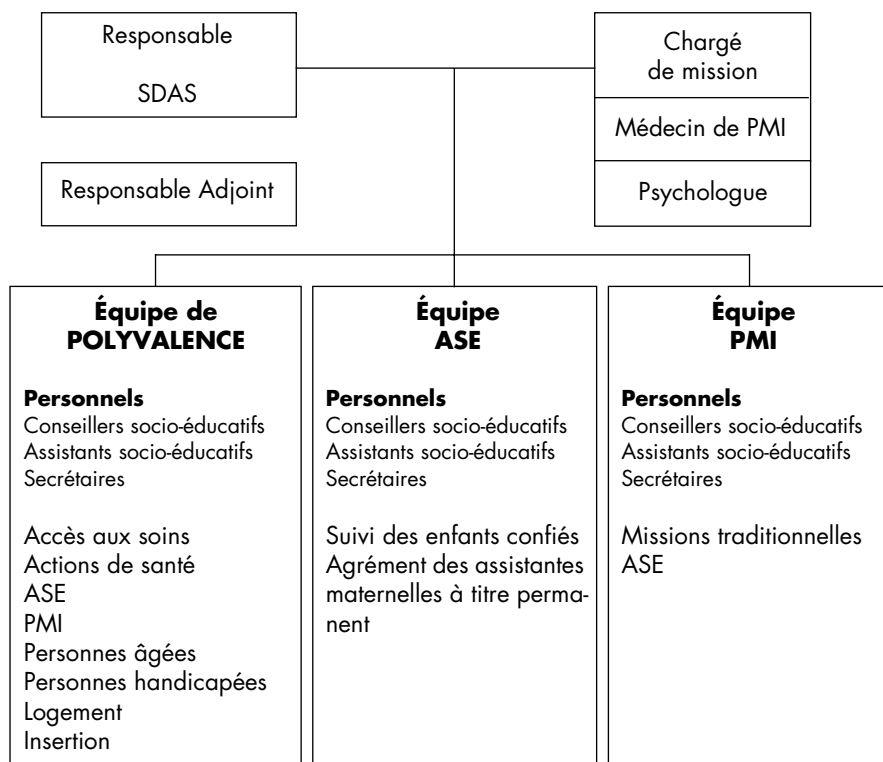 Responsable
SDAS
Chargé
de mission
Médecin de PMI
Psychologue
Responsable Adjoint
Équipe de
POLYVALENCE
Personnels
Conseillers socio-éducatifs
Assistants socio-éducatifs
Secrétaires
Accès aux soins
Actions de santé
ASE
PMI
Personnes âgées
Personnes handicapées
Logement
Insertion
Équipe
ASE
Personnels
Conseillers socio-éducatifs
Assistants socio-éducatifs
Secrétaires
Suivi des enfants confiés
Agrément des assistantes
maternelles à titre perma-
nent
Équipe
PMI
Personnels
Conseillers socio-éducatifs
Assistants socio-éducatifs
Secrétaires
Missions traditionnelles
ASE